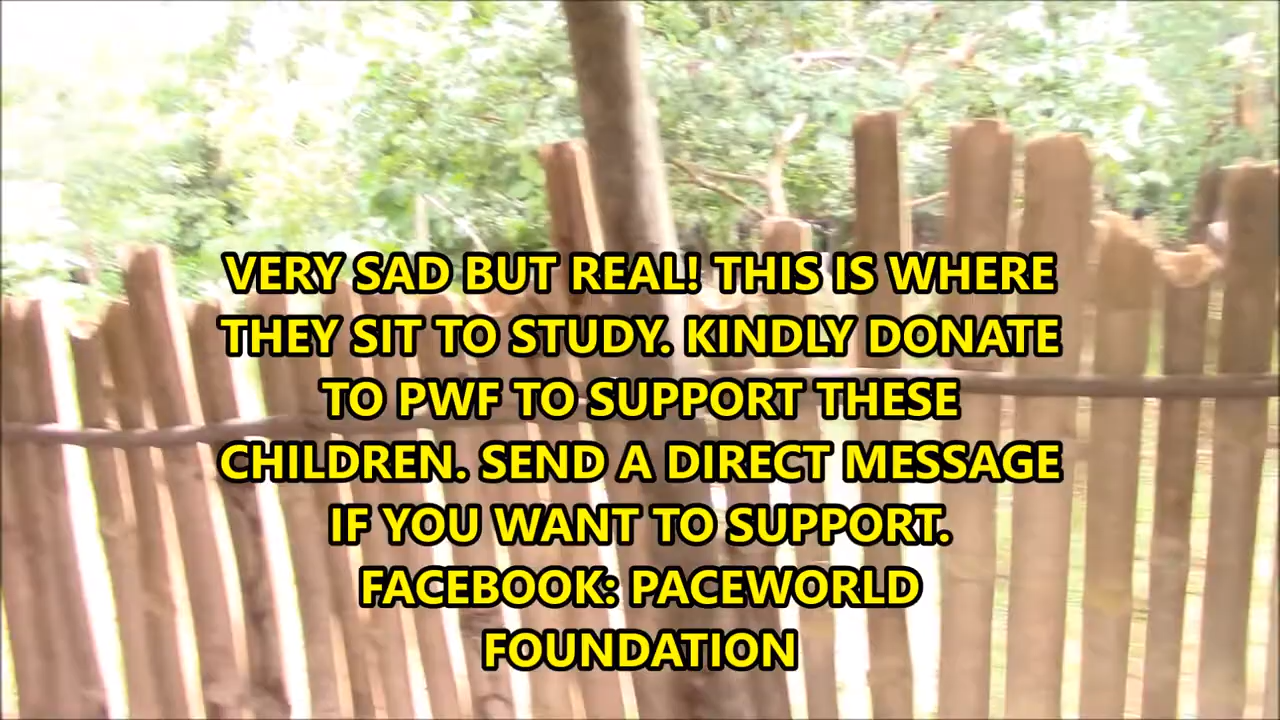 VERY SAD BUT REAL! THIS IS WHERE
THEY SIT TO STUDY. KINDLY DONATE
TO PWF TO SUPPORT THESE
CHILDREN. SEND A DIRECT MESSAGE
IF YOU WANT TO SUPPORT.
FACEBOOK: PACEWORLD
FOUNDATION